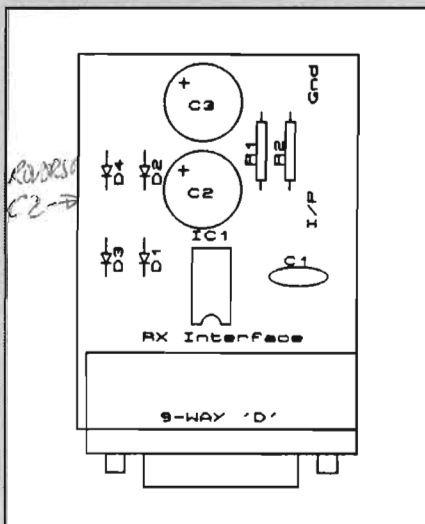 C3
Gnd
R1
R2
D4
D2
REVERSE
C2 →
C2
I/P
IC1
D3
D1
C1
RX Interface
9-WAY 'D'